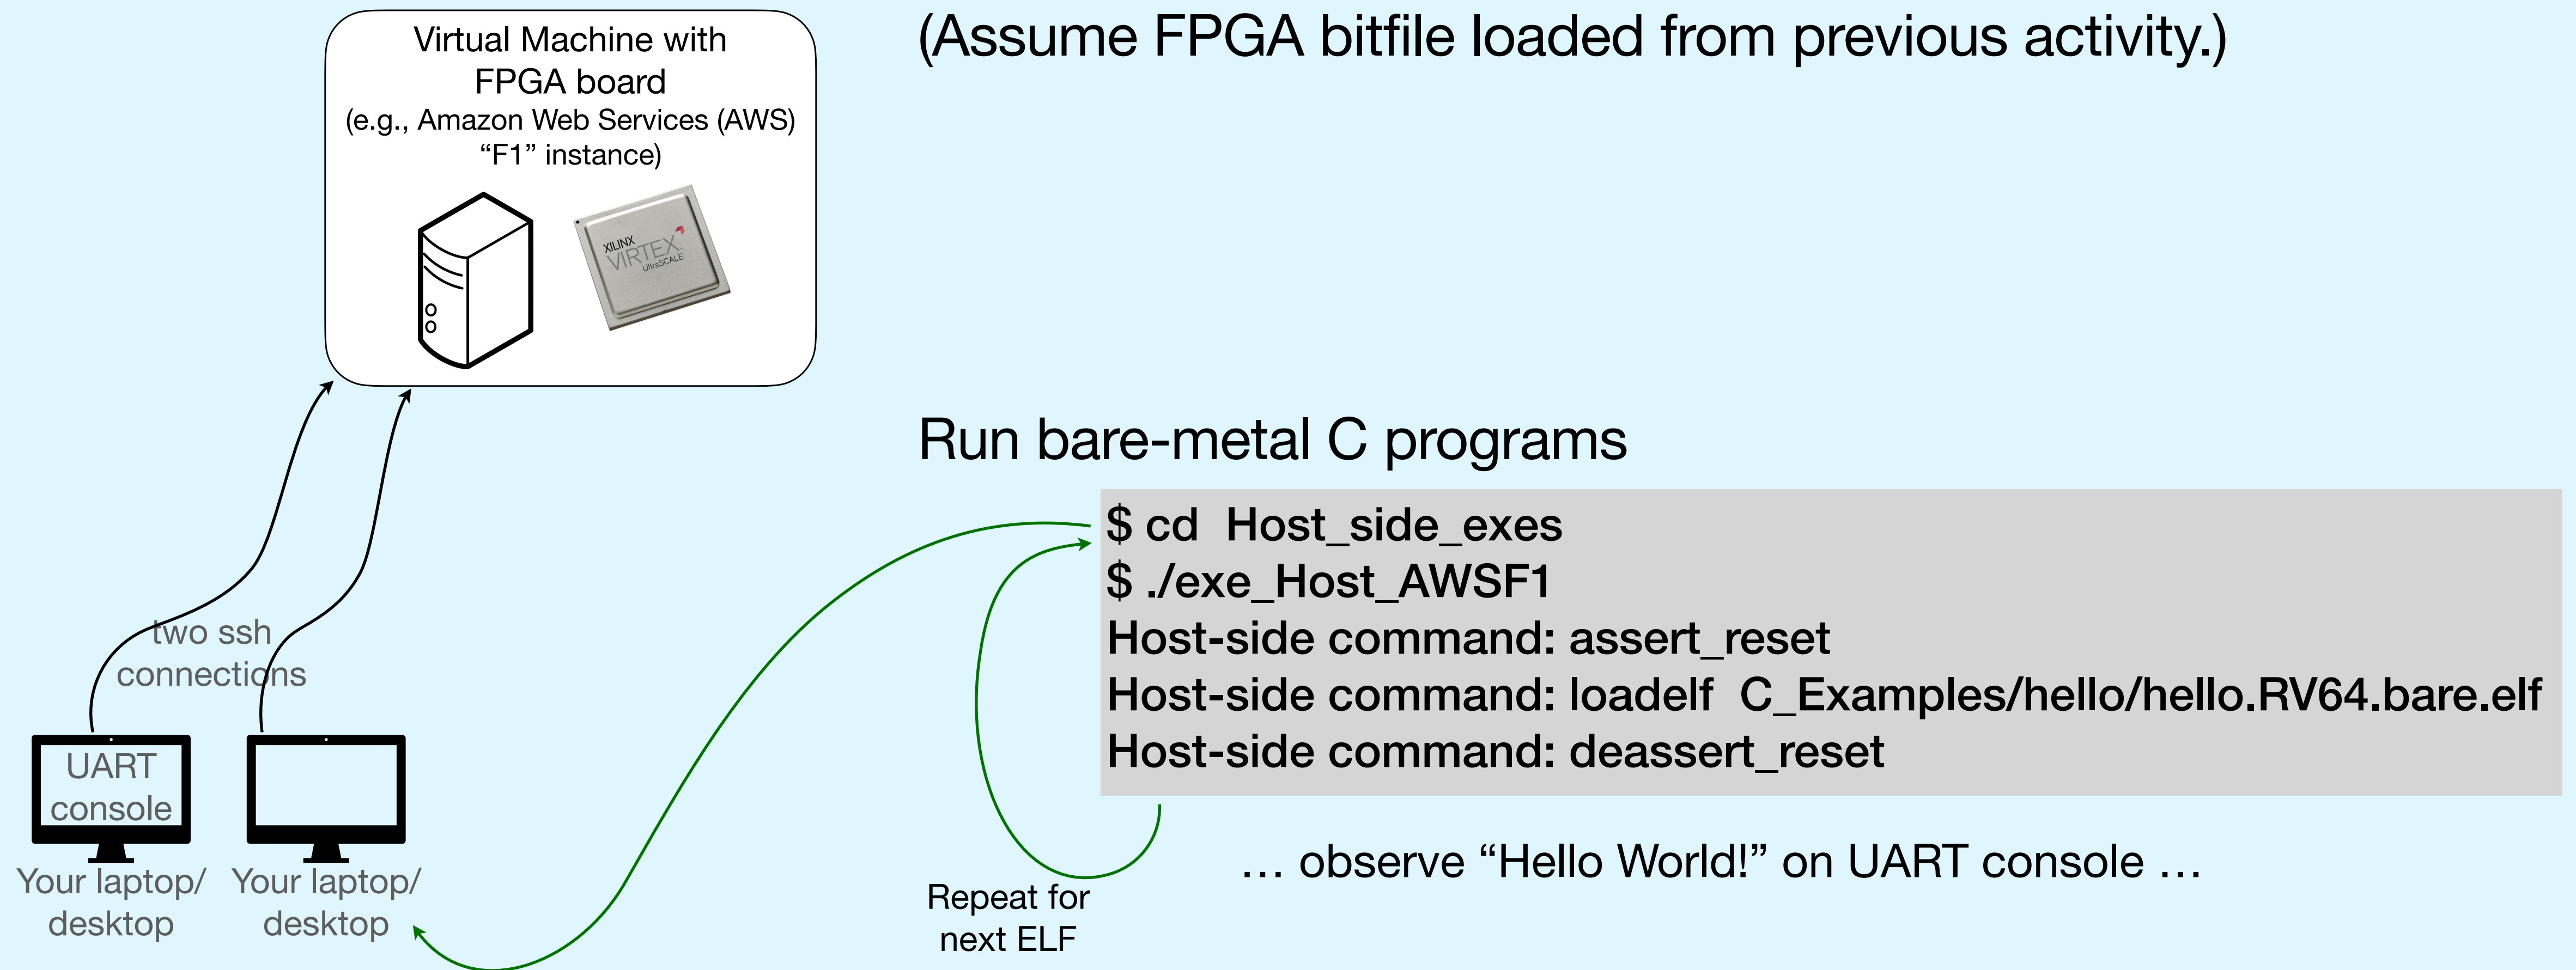 Virtual Machine with
FPGA board
(e.g., Amazon Web Services (AWS)
“F1” instance)
XILINX
VIRTEX
UltraSCALE
(Assume FPGA bitfile loaded from previous activity.)
Run bare-metal C programs
$ cd  Host_side_exes
$ ./exe_Host_AWSF1
Host-side command: assert_reset
Host-side command: loadelf  C_Examples/hello/hello.RV64.bare.elf
Host-side command: deassert_reset
… observe “Hello World!” on UART console …
Repeat for
next ELF
two ssh
connections
UART
console
Your laptop/
desktop
Your laptop/
desktop